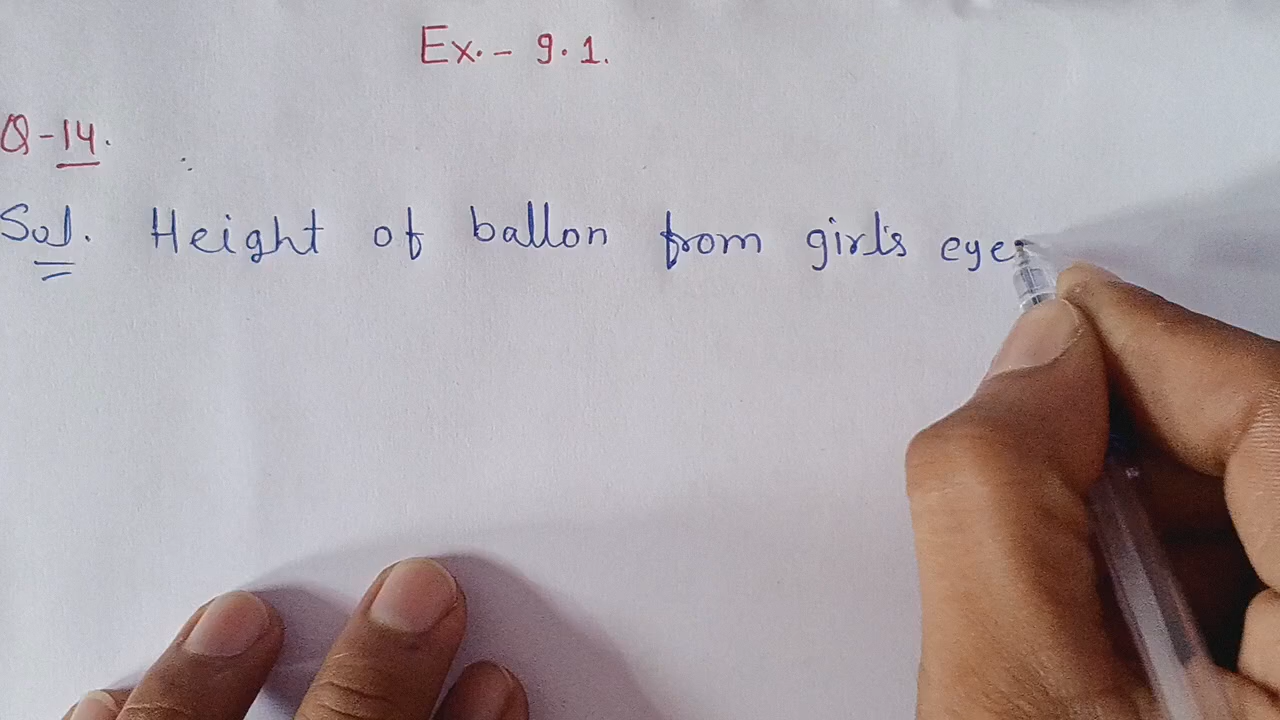 Ex.- 9.1.
Q-14.
Sol. Height of ballon from girl's eye